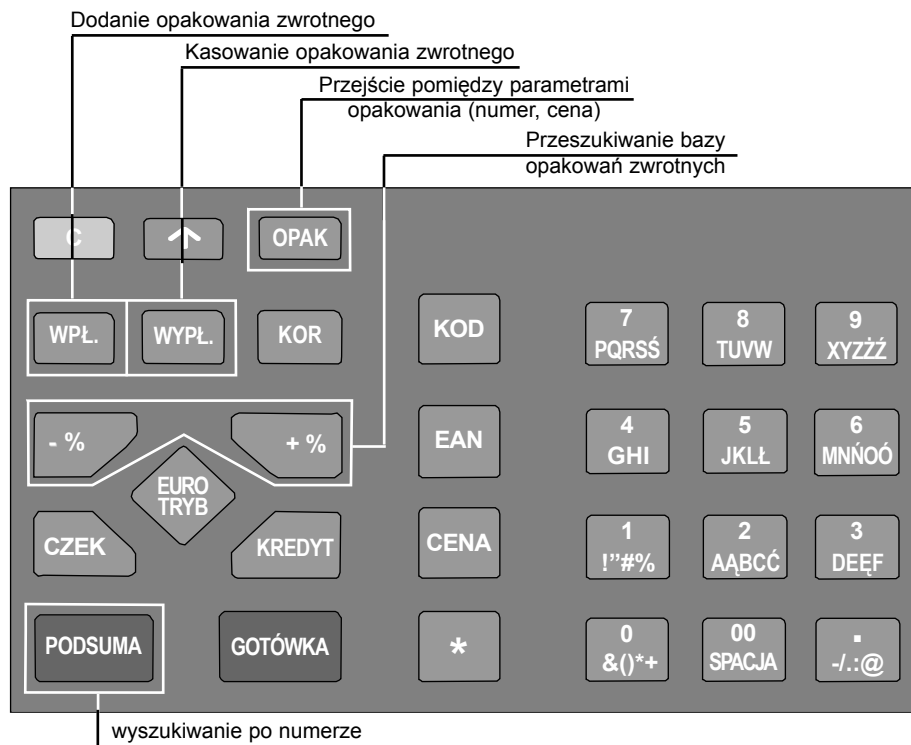 Dodanie opakowania zwrotnego
Kasowanie opakowania zwrotnego
Przejście pomiędzy parametrami
opakowania (numer, cena)
Przeszukiwanie bazy
opakowań zwrotnych
C
OPAK
WPŁ.
WYPŁ.
KOR
KOD
7
PQRSŚ
8
TUVW
9
XYZŻŹ
- %
+ %
EAN
4
GHI
5
JKLŁ
6
MNŃOÓ
EURO
TRYB
CZEK
KREDYT
CENA
1
!”#%
2
AĄBCĆ
3
DEĘF
PODSUMA
GOTÓWKA
*
0
&()*+
00
SPACJA
.
-/.:@
wyszukiwanie po numerze